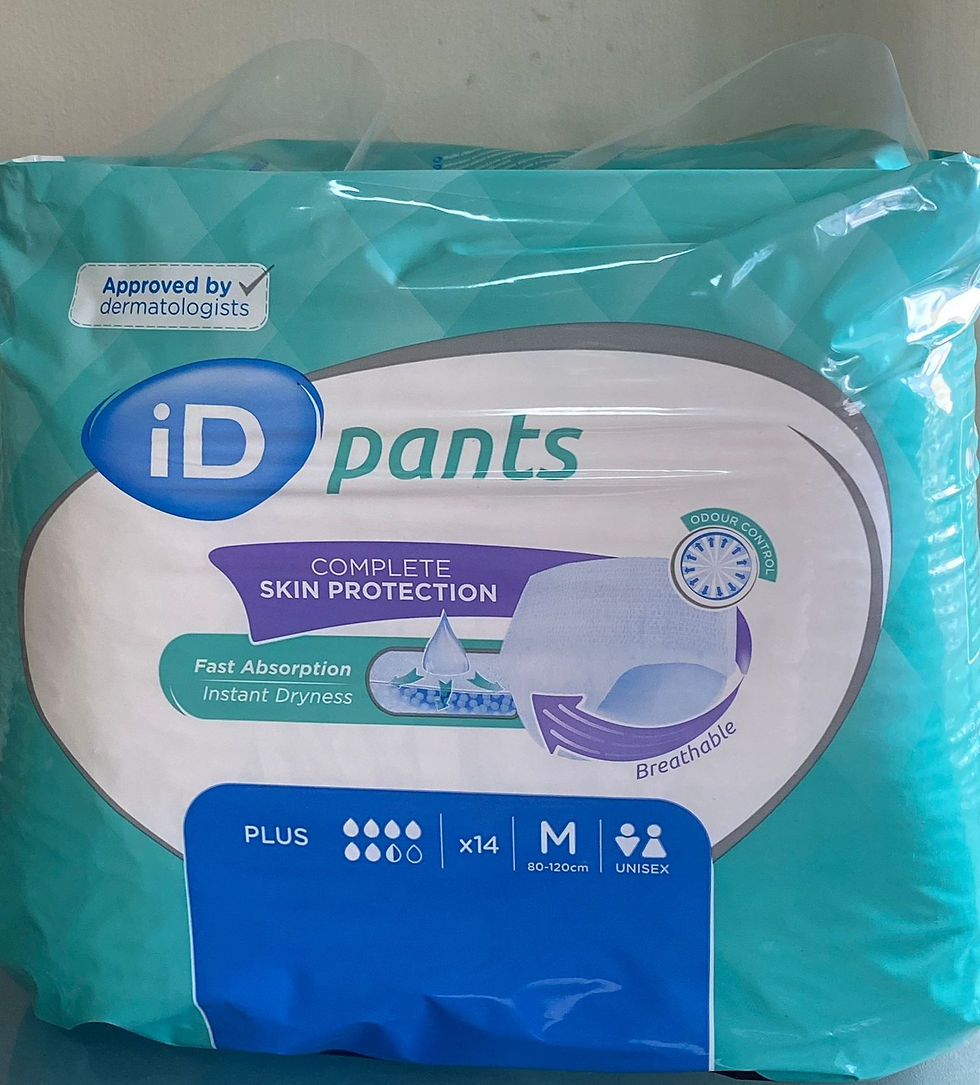 Approved by
dermatologists
iD pants
ODOUR CONTROL
COMPLETE
SKIN PROTECTION
Fast Absorption
Instant Dryness
Breathable
PLUS
x14
M
80-120cm
UNISEX